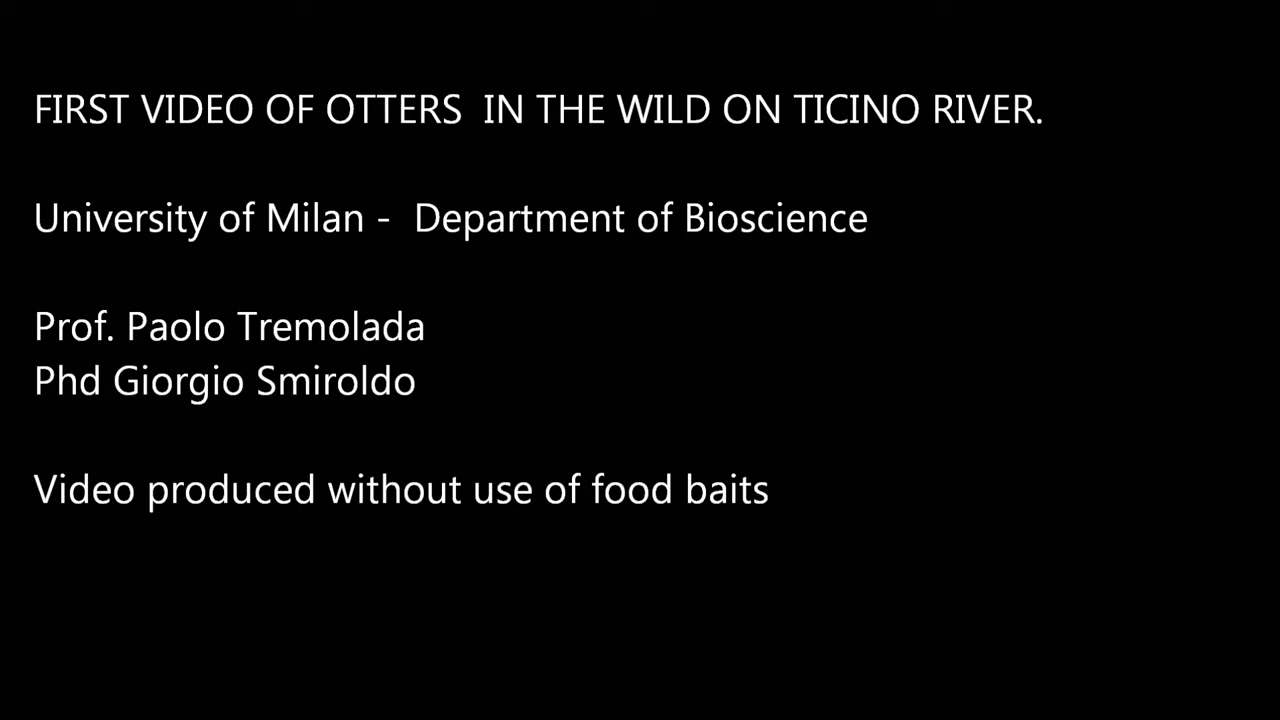 FIRST VIDEO OF OTTERS  IN THE WILD ON TICINO RIVER.
University of Milan -  Department of Bioscience
Prof. Paolo Tremolada
Phd Giorgio Smiroldo
Video produced without use of food baits